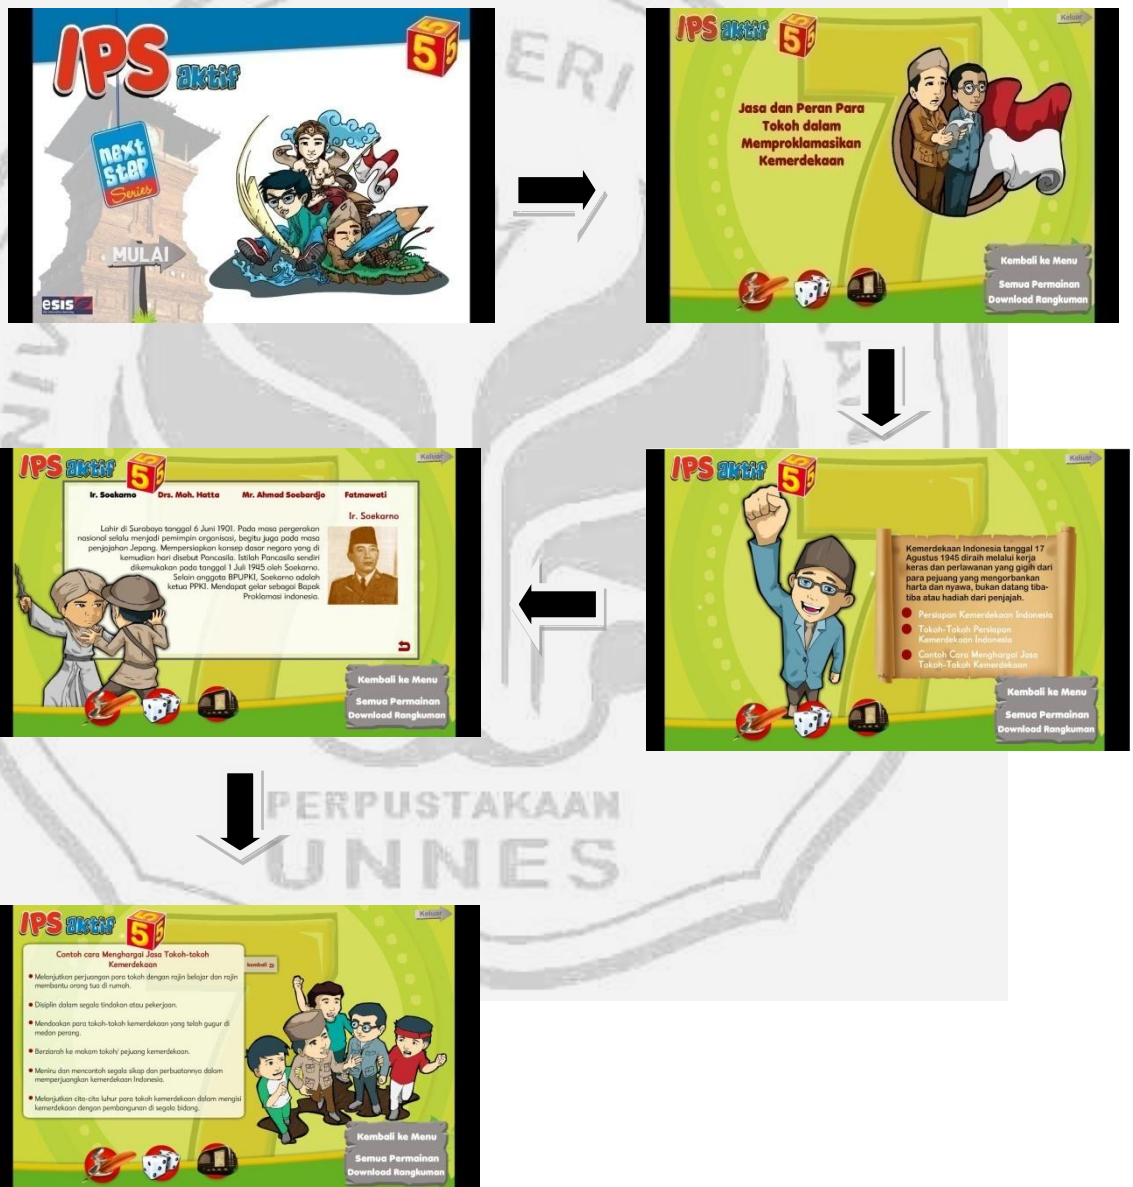 IPS aktif 5
next
step
Series
MULAI
esis
Keluar
IPS aktif 5
Jasa dan Peran Para
Tokoh dalam
Memproklamasikan
Kemerdekaan
Kembali ke Menu
Semua Permainan
Download Rangkuman
Keluar
IPS aktif 5
Kemerdekaan Indonesia tanggal 17
Agustus 1945 diraih melalui kerja
keras dan perlawanan yang gigih dari
para pejuang yang mengorbankan
harta dan nyawa, bukan datang tiba-
tiba atau hadiah dari penjajah.
Persiapan Kemerdekaan Indonesia
Tokoh-Tokoh Persiapan
Kemerdekaan Indonesia
Contoh Cara Menghargai Jasa
Tokoh-Tokoh Kemerdekaan
Kembali ke Menu
Semua Permainan
Download Rangkuman
Keluar
IPS aktif 5
Ir. Soekarno Drs. Moh. Hatta Mr. Ahmad Soebardjo Fatmawati
Ir. Soekarno
Lahir di Surabaya tanggal 6 Juni 1901. Pada masa pergerakan
nasional selalu menjadi pemimpin organisasi, begitu juga pada masa
penjajahan Jepang. Mempersiapkan konsep dasar negara yang di
kemudian hari disebut Pancasila. Istilah Pancasila sendiri
dikemukakan pada tanggal 1 Juli 1945 oleh Soekarno.
Selain anggota BPUPKI, Soekarno adalah
ketua PPKI. Mendapat gelar sebagai Bapak
Proklamasi indonesia.
Kembali ke Menu
Semua Permainan
Download Rangkuman
PERPUSTAKAAN
UNNES
Keluar
IPS aktif 5
Contoh cara Menghargai Jasa Tokoh-tokoh
Kemerdekaan
kembali
Melanjutkan perjuangan para tokoh dengan rajin belajar dan rajin
membantu orang tua di rumah.
Disiplin dalam segala tindakan atau pekerjaan.
Mendoakan para tokoh-tokoh kemerdekaan yang telah gugur di
medan perang.
Berziarah ke makam tokoh/ pejuang kemerdekaan.
Meniru dan mencontoh segala sikap dan perbuatannya dalam
memperjuangkan kemerdekaan Indonesia.
Melanjutkan cita-cita luhur para tokoh kemerdekaan dalam mengisi
kemerdekaan dengan pembangunan di segala bidang.
Kembali ke Menu
Semua Permainan
Download Rangkuman